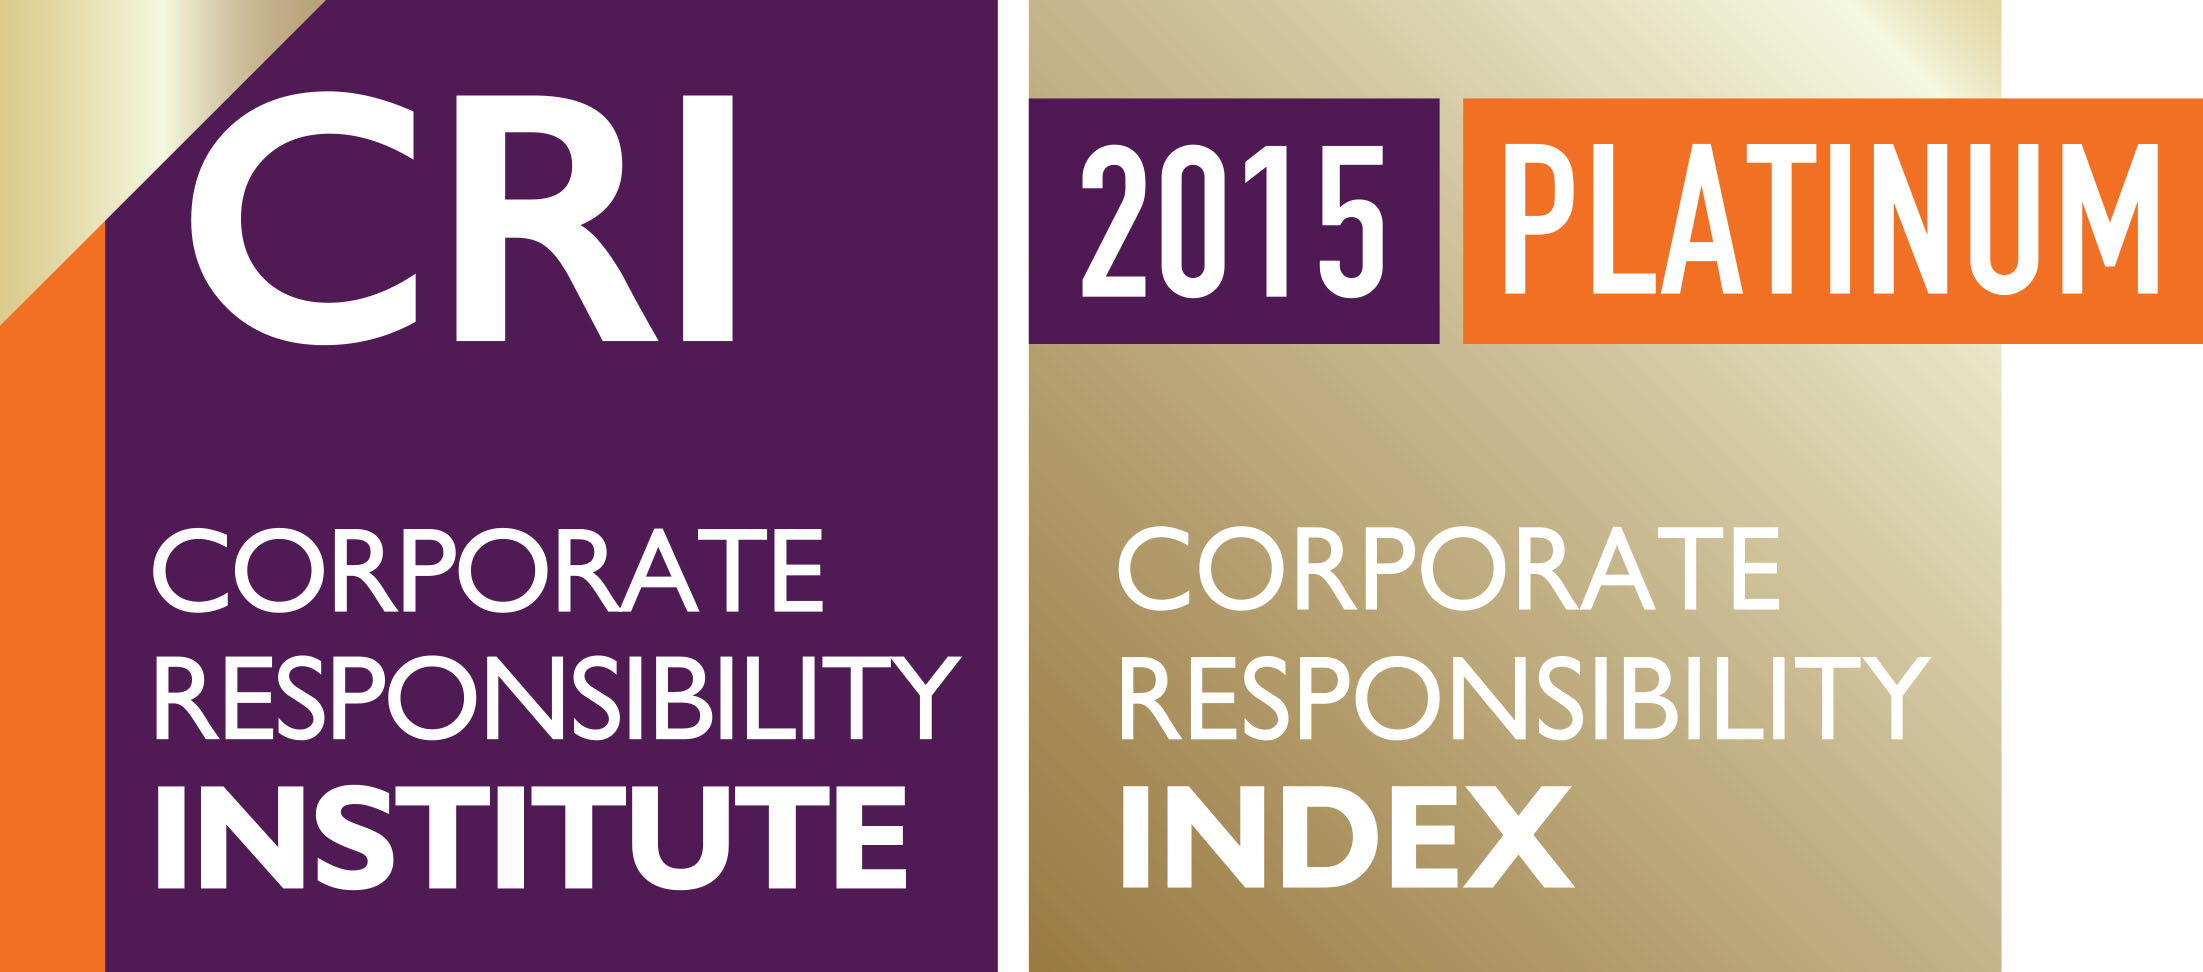 CRI
CORPORATE
RESPONSIBILITY
INSTITUTE
2015 PLATINUM
CORPORATE
RESPONSIBILITY
INDEX